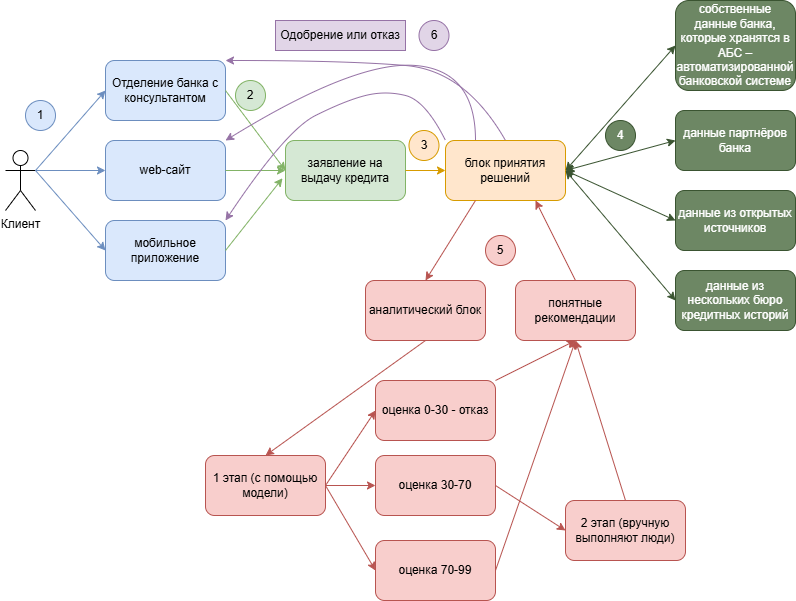 Одобрение или отказ
6
собственные
данные банка,
которые хранятся в
АБС –
автоматизированной
банковской системе
Отделение банка с
консультантом
2
1
3
4
web-сайт
заявление на
выдачу кредита
блок принятия
решений
данные партнёров
банка
Клиент
мобильное
приложение
данные из открытых
источников
5
аналитический блок
понятные
рекомендации
данные из
нескольких бюро
кредитных историй
оценка 0-30 - отказ
1 этап (с помощью
модели)
оценка 30-70
2 этап (вручную
выполняют люди)
оценка 70-99